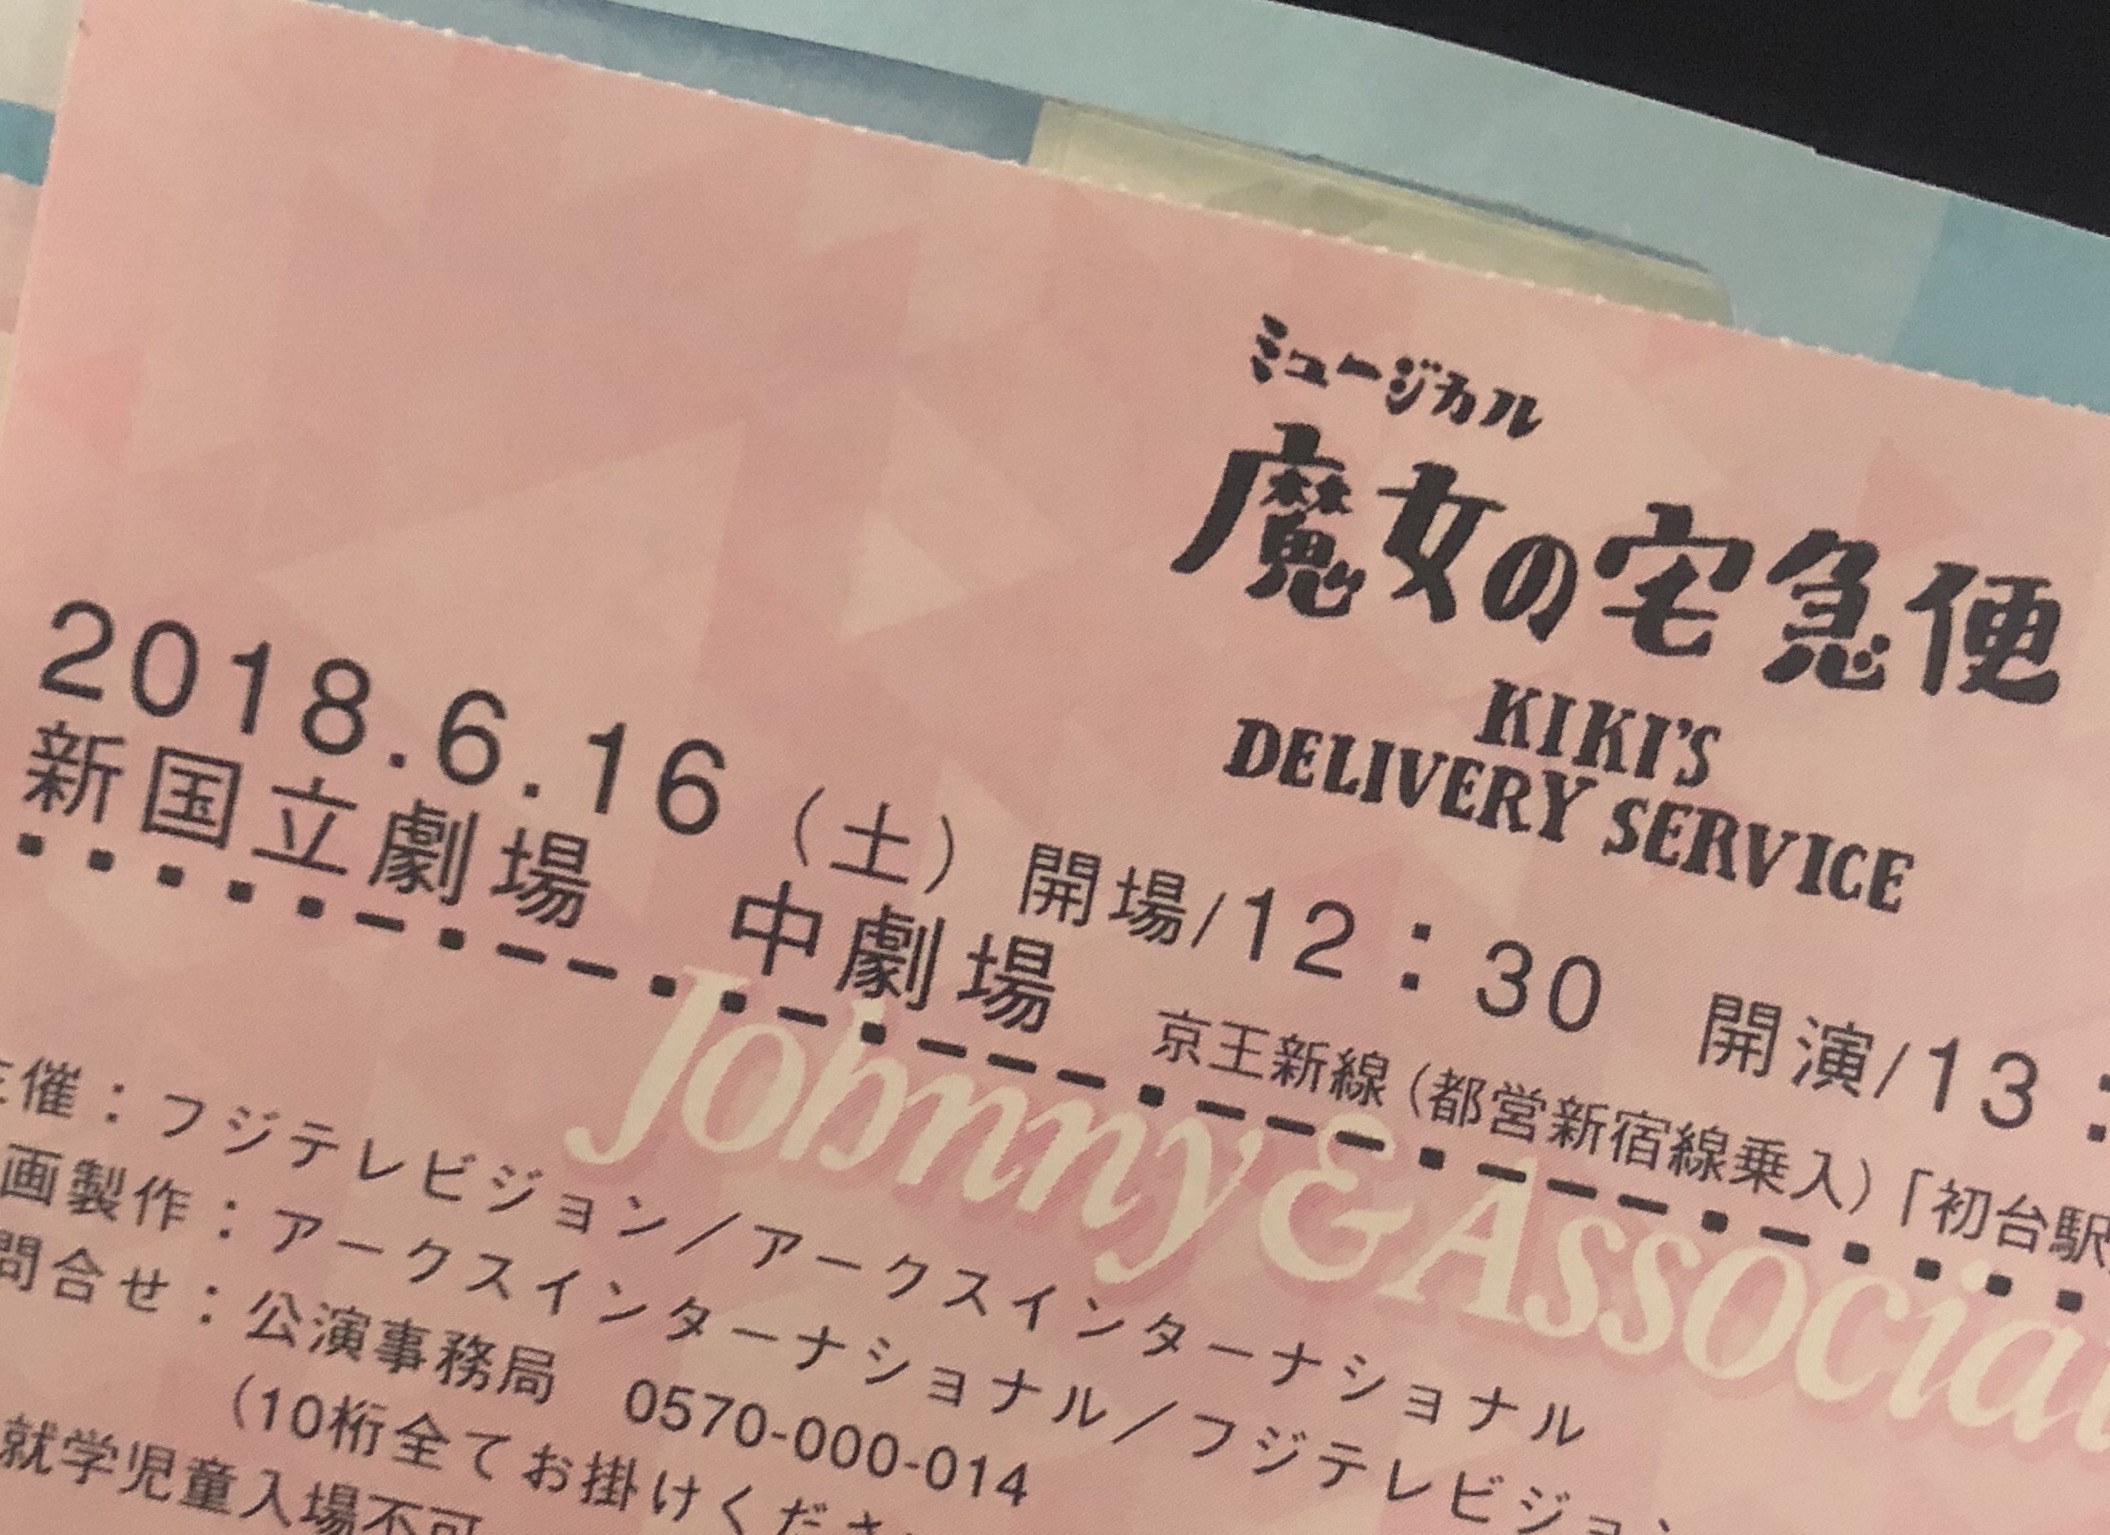 ミュージカル
魔女の宅急便
KIKI'S
DELIVERY SERVICE
2018.6.16（土）開場/12：30　開演/13：
新国立劇場　中劇場　京王新線（都営新宿線乗入）「初台駅
Johnny&Associa
催：フジテレビジョン／アークスインターナショナル
画製作：アークスインターナショナル／フジテレビジョ
問合せ：公演事務局　0570-000-014
（10桁全てお掛けくださ
就学児童入場不可